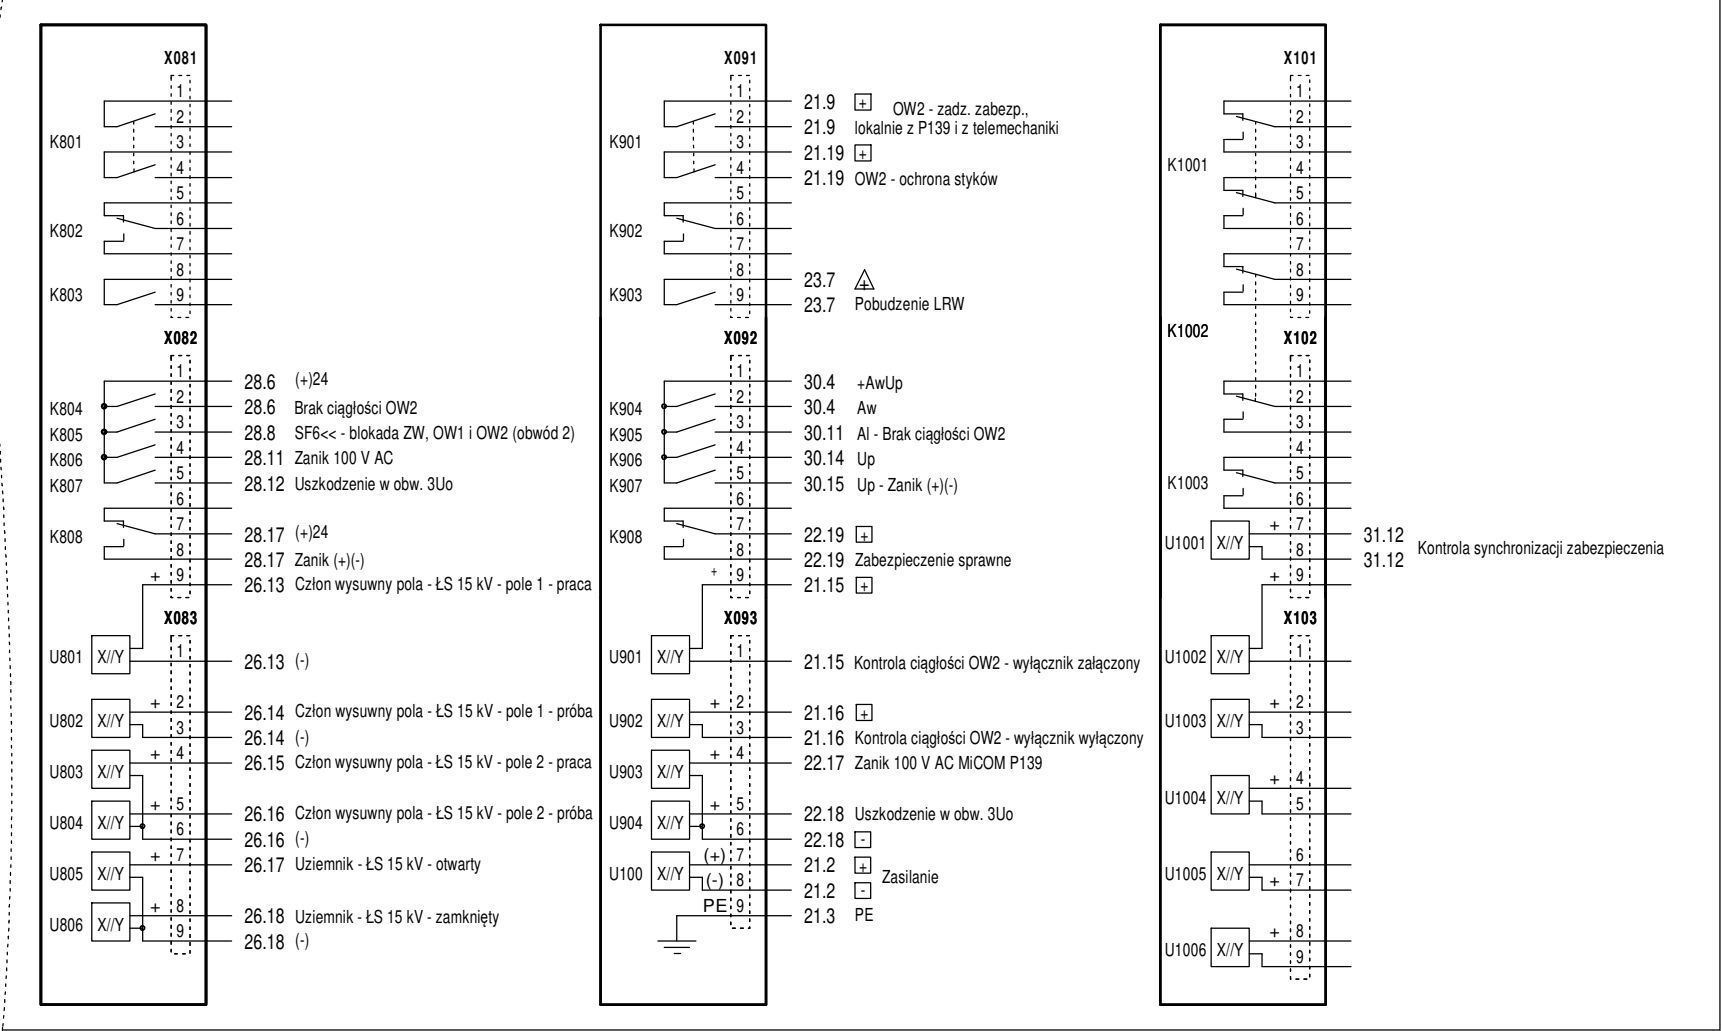 X081
1
2
K801
3
4
5
K802
6
7
8
K803
9
X082
1
28.6 (+)24
2
K804
28.6 Brak ciągłości OW2
3
K805
28.8 SF6<< - blokada ZW, OW1 i OW2 (obwód 2)
4
K806
28.11 Zanik 100 V AC
5
K807
28.12 Uszkodzenie w obw. 3Uo
6
7
K808
28.17 (+)24
8
28.17 Zanik (+)(-)
+ 9
26.13 Człon wysuwny pola - ŁS 15 kV - pole 1 - praca
X083
U801 X//Y 1
26.13 (-)
+ 2
26.14 Człon wysuwny pola - ŁS 15 kV - pole 1 - próba
U802 X//Y 3
26.14 (-)
+ 4
26.15 Człon wysuwny pola - ŁS 15 kV - pole 2 - praca
U803 X//Y
+ 5
26.16 Człon wysuwny pola - ŁS 15 kV - pole 2 - próba
U804 X//Y 6
26.16 (-)
+ 7
26.17 Uziemnik - ŁS 15 kV - otwarty
U805 X//Y
+ 8
26.18 Uziemnik - ŁS 15 kV - zamknięty
U806 X//Y 9
26.18 (-)
X091
1
21.9 + OW2 - zadz. zabezp.,
2
21.9 lokalnie z P139 i z telemechaniki
K901
3
21.19 +
4
21.19 OW2 - ochrona styków
5
K902
6
7
8
23.7 +
K903
9
23.7 Pobudzenie LRW
X092
1
30.4 +AwUp
2
K904
30.4 Aw
3
K905
30.11 Al - Brak ciągłości OW2
4
K906
30.14 Up
5
K907
30.15 Up - Zanik (+)(-)
6
7
K908
22.19 +
8
22.19 Zabezpieczenie sprawne
+ 9
21.15 +
X093
U901 X//Y 1
21.15 Kontrola ciągłości OW2 - wyłącznik załączony
+ 2
21.16 +
U902 X//Y 3
21.16 Kontrola ciągłości OW2 - wyłącznik wyłączony
+ 4
22.17 Zanik 100 V AC MiCOM P139
U903 X//Y
+ 5
22.18 Uszkodzenie w obw. 3Uo
U904 X//Y 6
22.18 -
(+) 7
21.2 +
U100 X//Y
Zasilanie
(-) 8
21.2 -
PE 9
21.3 PE
X101
1
2
3
K1001
4
5
6
8
9
K1002
X102
1
2
3
4
K1003
5
6
+ 7
31.12
U1001 X//Y
Kontrola synchronizacji zabezpieczenia
8
31.12
+ 9
X103
U1002 X//Y 1
+ 2
U1003 X//Y 3
+ 4
U1004 X//Y 5
6
U1005 X//Y
+ 7
+ 8
U1006 X//Y 9